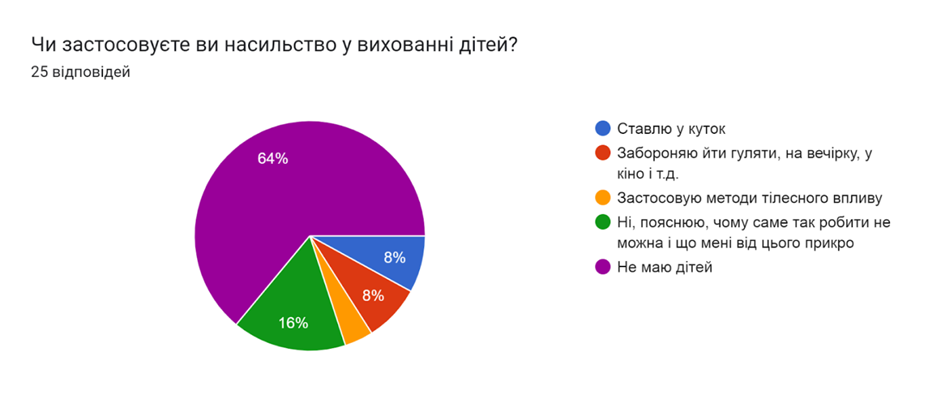 Чи застосовуєте ви насильство у вихованні дітей?
25 відповідей
64%
8%
8%
16%
Ставлю у куток
Забороняю йти гуляти, на вечірку, у
кіно і т.д.
Застосовую методи тілесного впливу
Ні, пояснюю, чому саме так робити не
можна і що мені від цього прикро
Не маю дітей